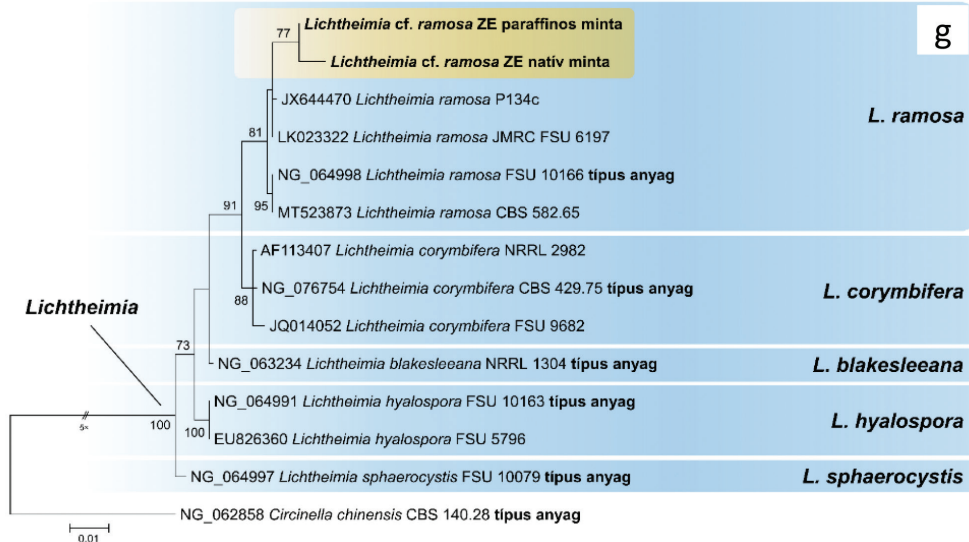 g
77
Lichtheimia cf. ramosa ZE paraffinos minta
Lichtheimia cf. ramosa ZE natív minta
JX644470 Lichtheimia ramosa P134c
L. ramosa
81
LK023322 Lichtheimia ramosa JMRC FSU 6197
NG_064998 Lichtheimia ramosa FSU 10166 típus anyag
91
95
MT523873 Lichtheimia ramosa CBS 582.65
AF113407 Lichtheimia corymbifera NRRL 2982
NG_076754 Lichtheimia corymbifera CBS 429.75 típus anyag
L. corymbifera
88
Lichtheimia
JQ014052 Lichtheimia corymbifera FSU 9682
73
NG_063234 Lichtheimia blakesleeana NRRL 1304 típus anyag
L. blakesleeana
NG_064991 Lichtheimia hyalospora FSU 10163 típus anyag
L. hyalospora
5×
100
100
EU826360 Lichtheimia hyalospora FSU 5796
NG_064997 Lichtheimia sphaerocystis FSU 10079 típus anyag
L. sphaerocystis
NG_062858 Circinella chinensis CBS 140.28 típus anyag
0.01